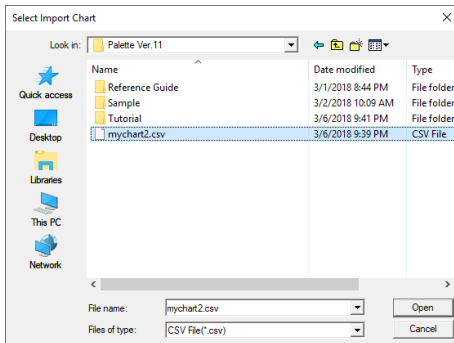 Select Import Chart
Look in: Palette Ver.11
Name Date modified Type
Quick access
Desktop
Libraries
This PC
Network
Reference Guide 3/1/2018 8:44 PM File folder
Sample 3/2/2018 10:09 AM File folder
Tutorial 3/6/2018 9:41 PM File folder
mychart2.csv 3/6/2018 9:39 PM CSV File
File name: mychart2.csv Open
Files of type: CSV File(*.csv) Cancel